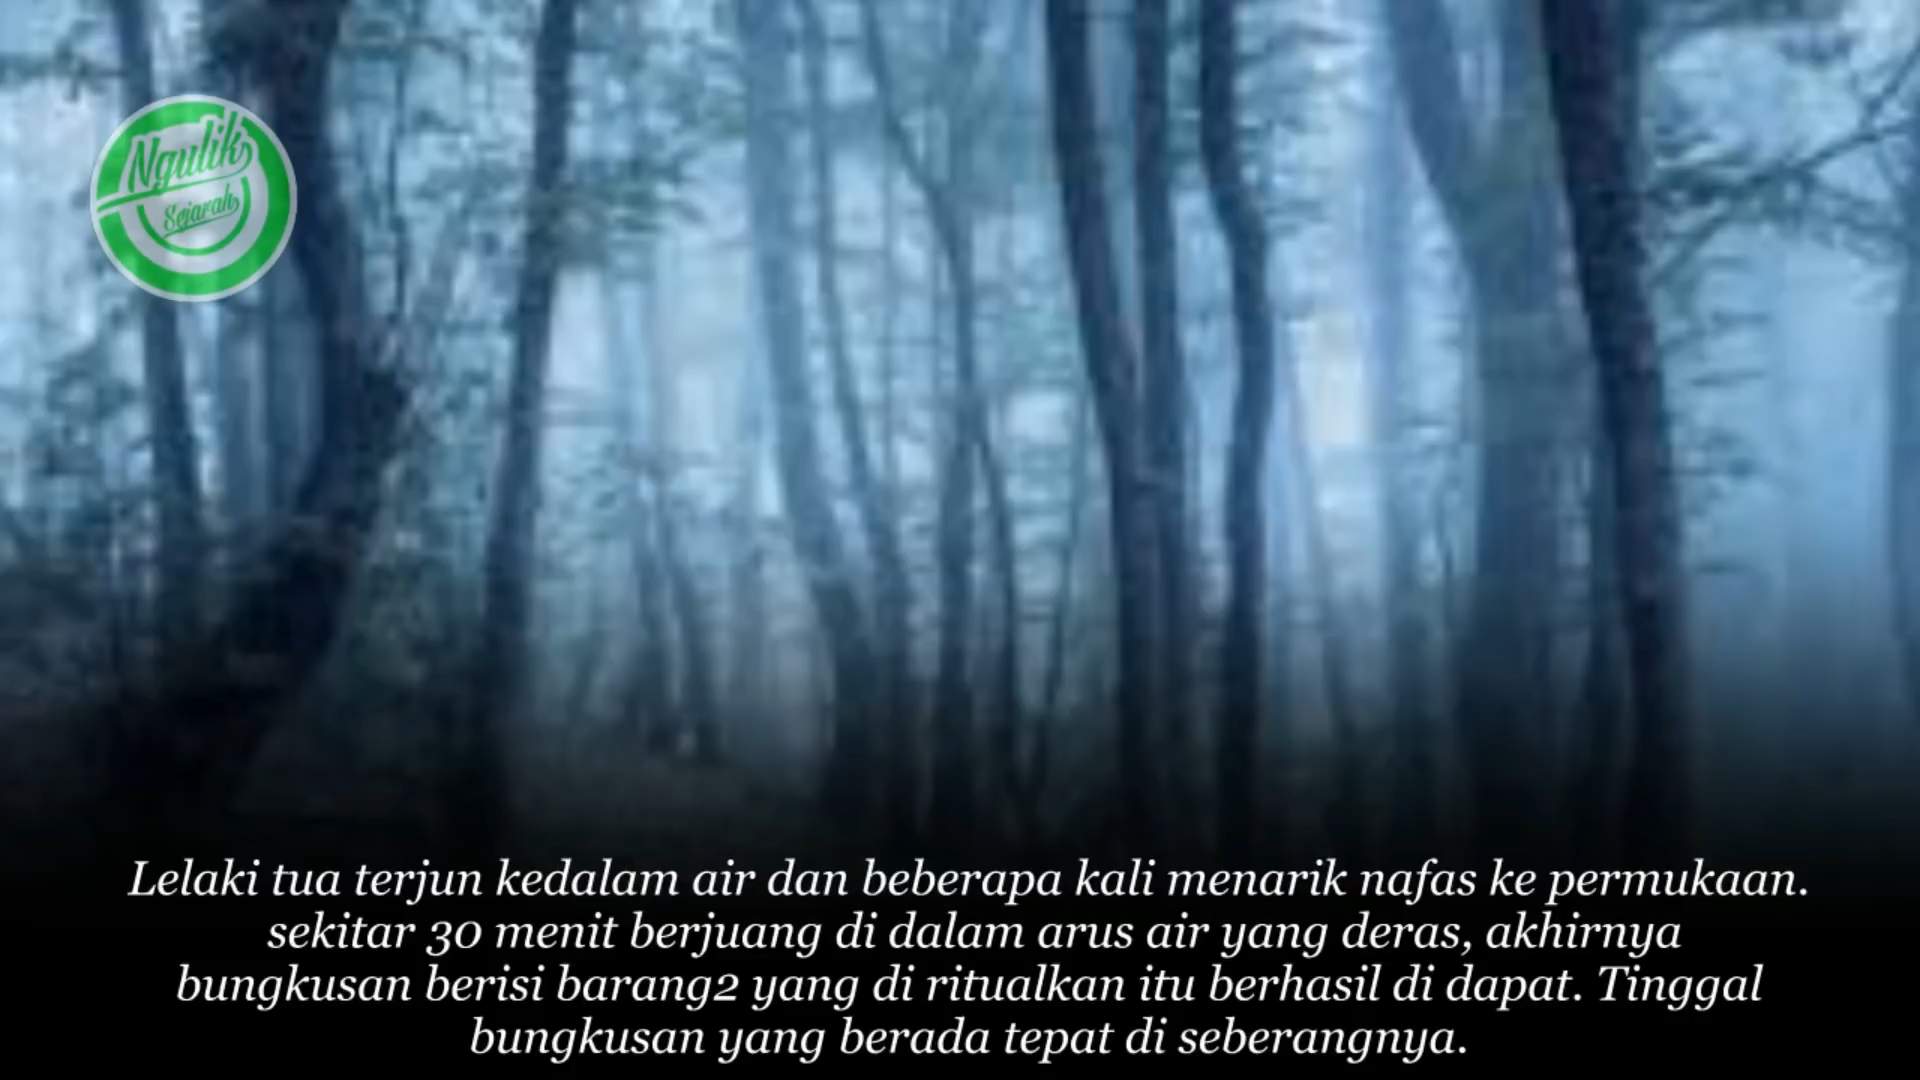 Ngulik
Sejarah
Lelaki tua terjun kedalam air dan beberapa kali menarik nafas ke permukaan.
sekitar 30 menit berjuang di dalam arus air yang deras, akhirnya
bungkusan berisi barang2 yang di ritualkan itu berhasil di dapat. Tinggal
bungkusan yang berada tepat di seberangnya.